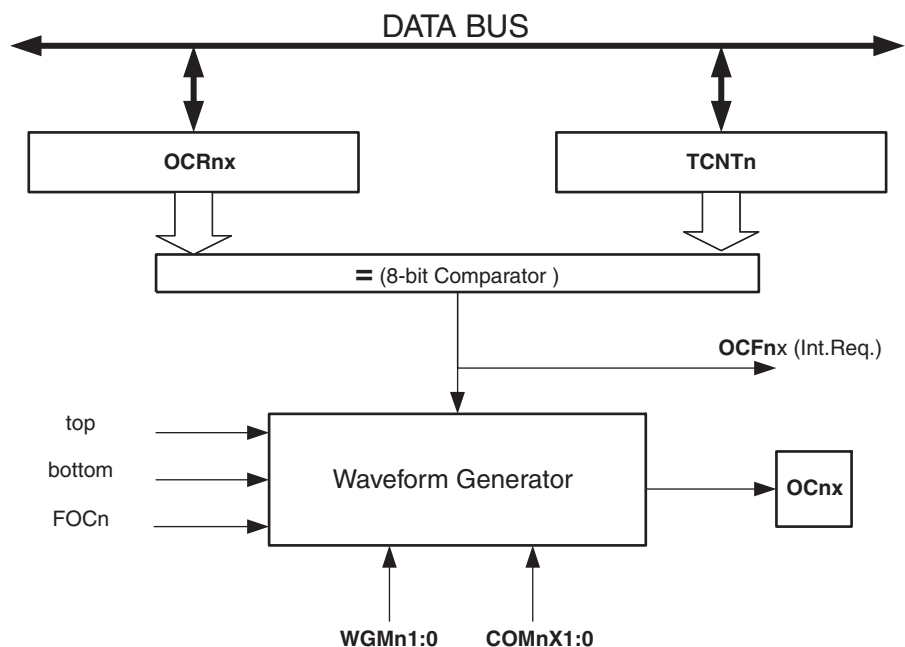 DATA BUS
OCRnx
TCNTn
= (8-bit Comparator )
OCFnx (Int.Req.)
top
bottom
FOCn
Waveform Generator
OCnx
WGMn1:0
COMnX1:0